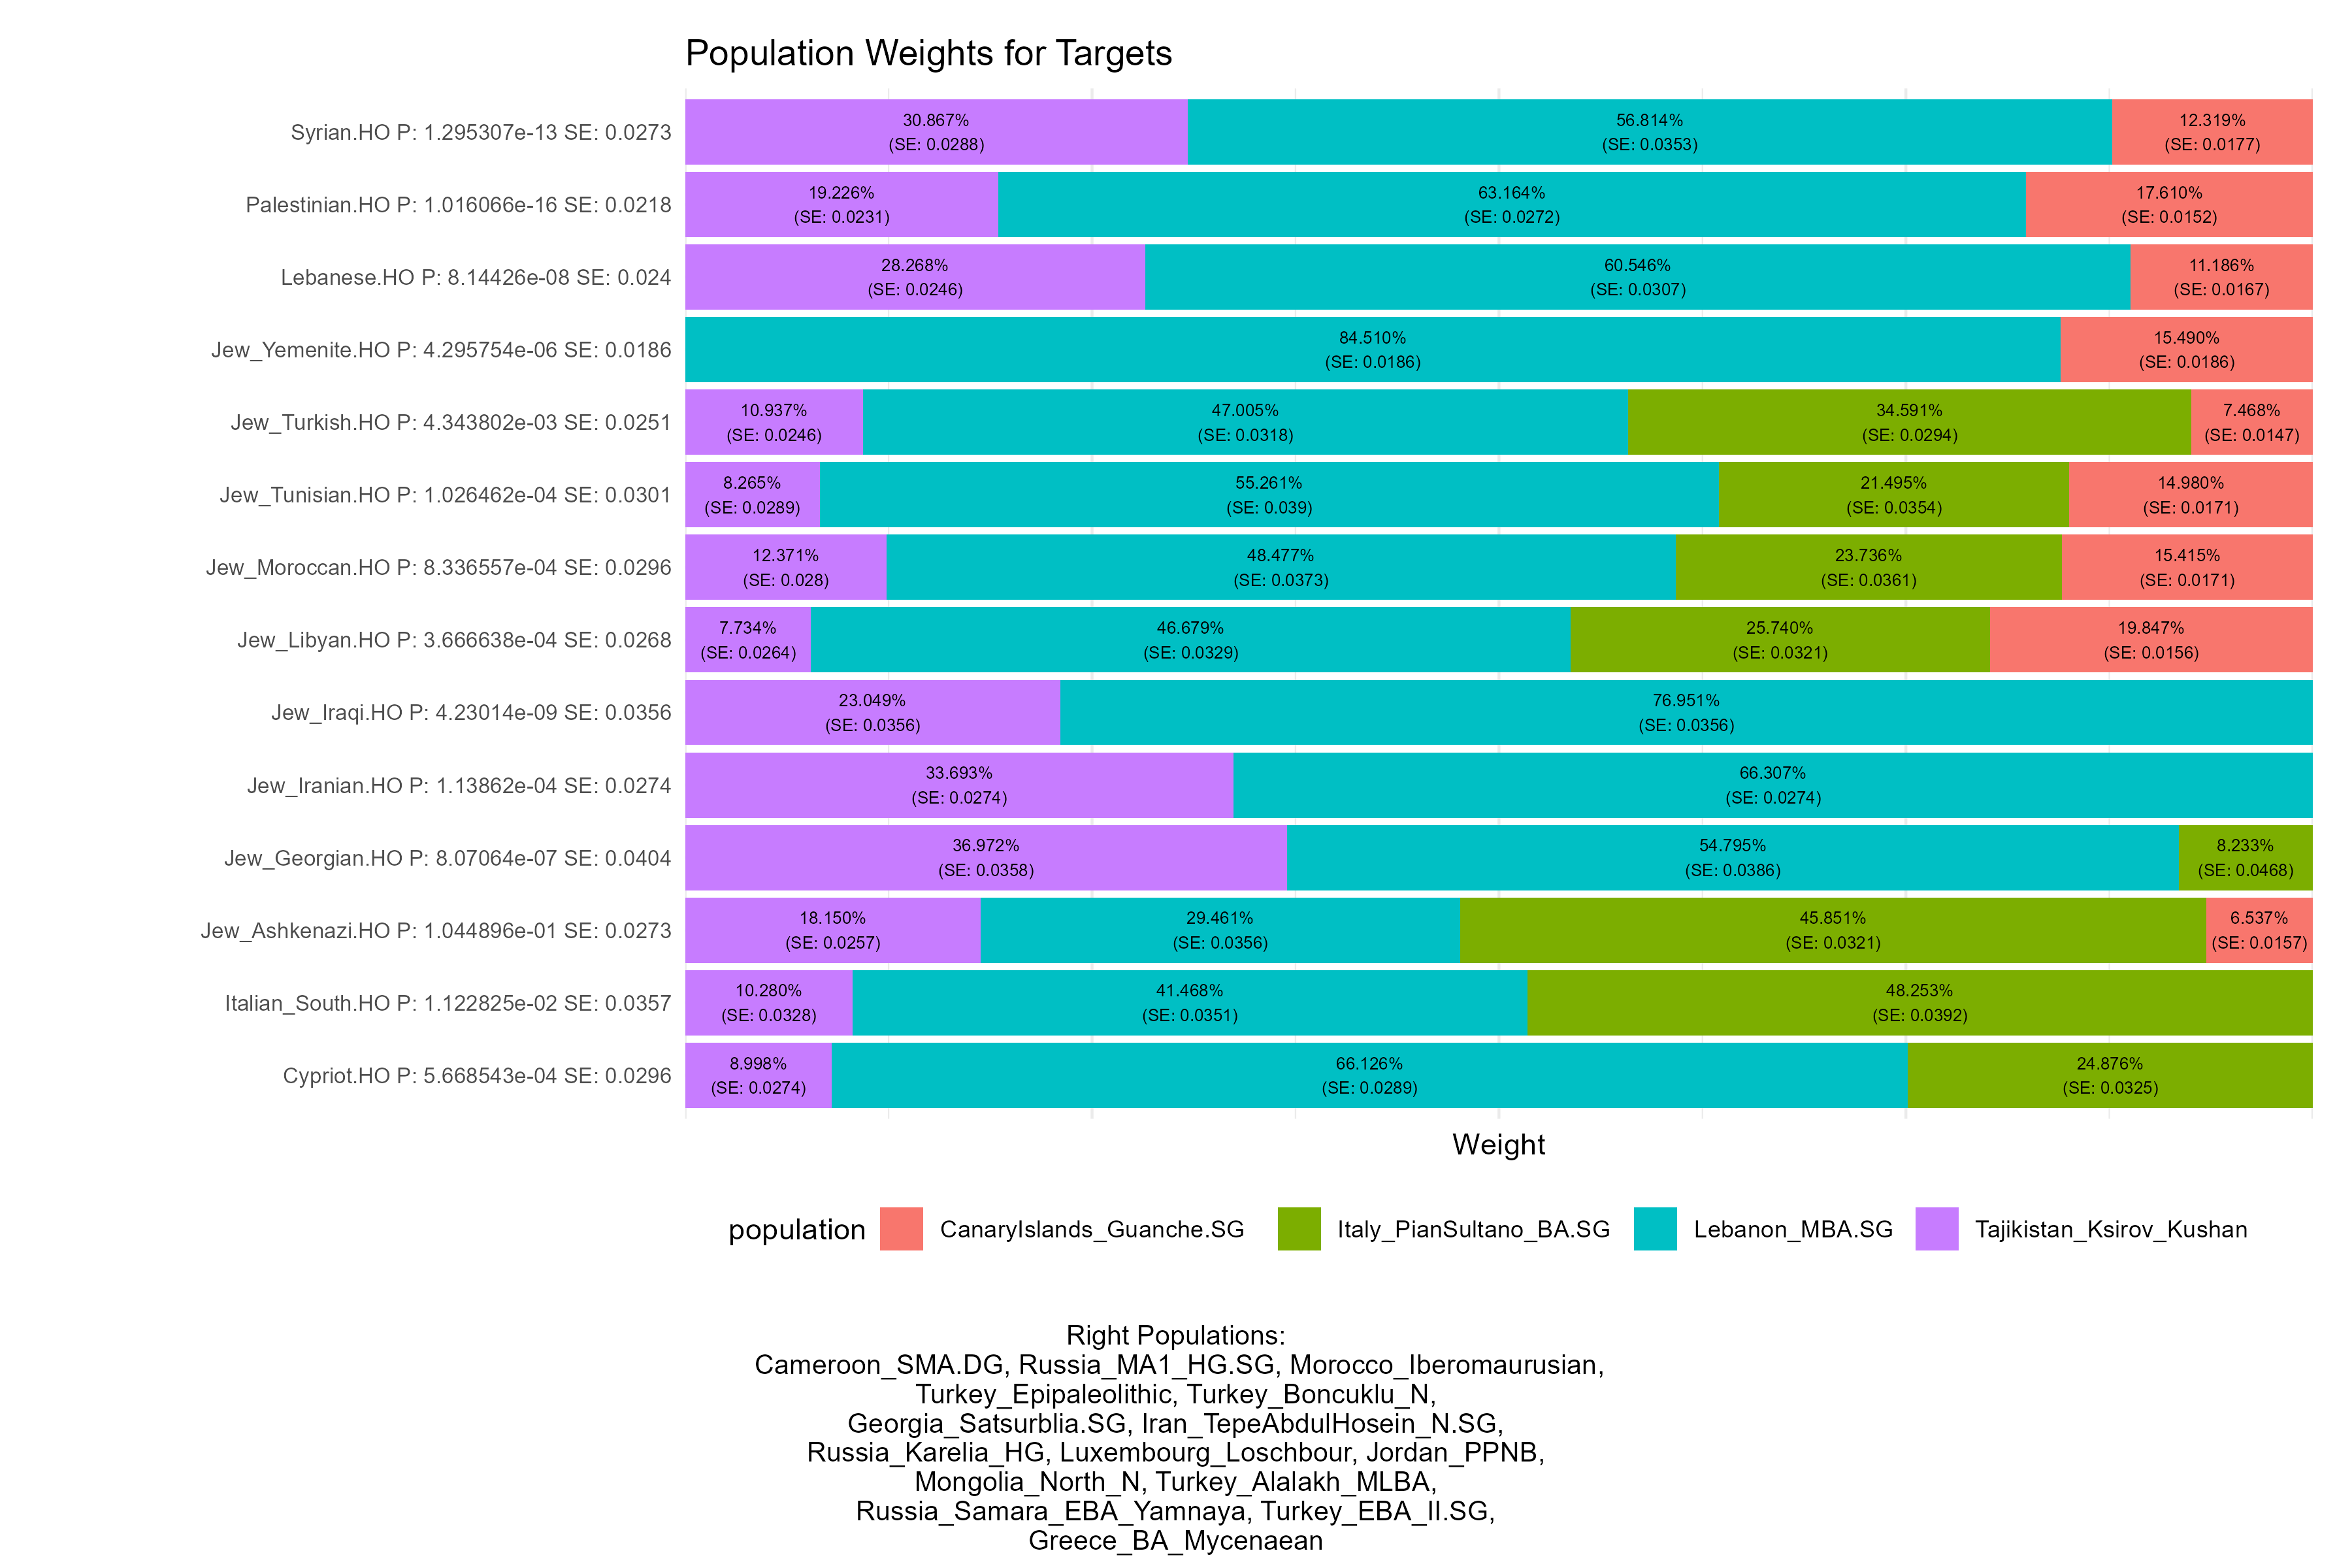 Population Weights for Targets
Syrian.HO P: 1.295307e-13 SE: 0.0273
30.867%
(SE: 0.0288)
56.814%
(SE: 0.0353)
12.319%
(SE: 0.0177)
Palestinian.HO P: 1.016066e-16 SE: 0.0218
19.226%
(SE: 0.0231)
63.164%
(SE: 0.0272)
17.610%
(SE: 0.0152)
Lebanese.HO P: 8.14426e-08 SE: 0.024
28.268%
(SE: 0.0246)
60.546%
(SE: 0.0307)
11.186%
(SE: 0.0167)
Jew_Yemenite.HO P: 4.295754e-06 SE: 0.0186
84.510%
(SE: 0.0186)
15.490%
(SE: 0.0186)
Jew_Turkish.HO P: 4.343802e-03 SE: 0.0251
10.937%
(SE: 0.0246)
47.005%
(SE: 0.0318)
34.591%
(SE: 0.0294)
7.468%
(SE: 0.0147)
Jew_Tunisian.HO P: 1.026462e-04 SE: 0.0301
8.265%
(SE: 0.0289)
55.261%
(SE: 0.039)
21.495%
(SE: 0.0354)
14.980%
(SE: 0.0171)
Jew_Moroccan.HO P: 8.336557e-04 SE: 0.0296
12.371%
(SE: 0.028)
48.477%
(SE: 0.0373)
23.736%
(SE: 0.0361)
15.415%
(SE: 0.0171)
Jew_Libyan.HO P: 3.666638e-04 SE: 0.0268
7.734%
(SE: 0.0264)
46.679%
(SE: 0.0329)
25.740%
(SE: 0.0321)
19.847%
(SE: 0.0156)
Jew_Iraqi.HO P: 4.23014e-09 SE: 0.0356
23.049%
(SE: 0.0356)
76.951%
(SE: 0.0356)
Jew_Iranian.HO P: 1.13862e-04 SE: 0.0274
33.693%
(SE: 0.0274)
66.307%
(SE: 0.0274)
Jew_Georgian.HO P: 8.07064e-07 SE: 0.0404
36.972%
(SE: 0.0358)
54.795%
(SE: 0.0386)
8.233%
(SE: 0.0468)
Jew_Ashkenazi.HO P: 1.044896e-01 SE: 0.0273
18.150%
(SE: 0.0257)
29.461%
(SE: 0.0356)
45.851%
(SE: 0.0321)
6.537%
(SE: 0.0157)
Italian_South.HO P: 1.122825e-02 SE: 0.0357
10.280%
(SE: 0.0328)
41.468%
(SE: 0.0351)
48.253%
(SE: 0.0392)
Cypriot.HO P: 5.668543e-04 SE: 0.0296
8.998%
(SE: 0.0274)
66.126%
(SE: 0.0289)
24.876%
(SE: 0.0325)
Weight
population CanaryIslands_Guanche.SG Italy_PianSultano_BA.SG Lebanon_MBA.SG Tajikistan_Ksirov_Kushan
Right Populations:
Cameroon_SMA.DG, Russia_MA1_HG.SG, Morocco_Iberomaurusian,
Turkey_Epipaleolithic, Turkey_Boncuklu_N,
Georgia_Satsurblia.SG, Iran_TepeAbdulHosein_N.SG,
Russia_Karelia_HG, Luxembourg_Loschbour, Jordan_PPNB,
Mongolia_North_N, Turkey_Alalakh_MLBA,
Russia_Samara_EBA_Yamnaya, Turkey_EBA_II.SG,
Greece_BA_Mycenaean